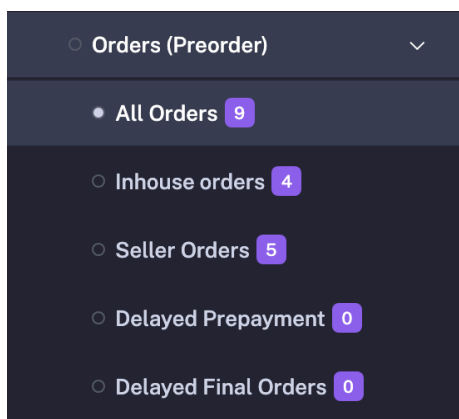 Orders (Preorder)
All Orders 9
Inhouse orders 4
Seller Orders 5
Delayed Prepayment 0
Delayed Final Orders 0